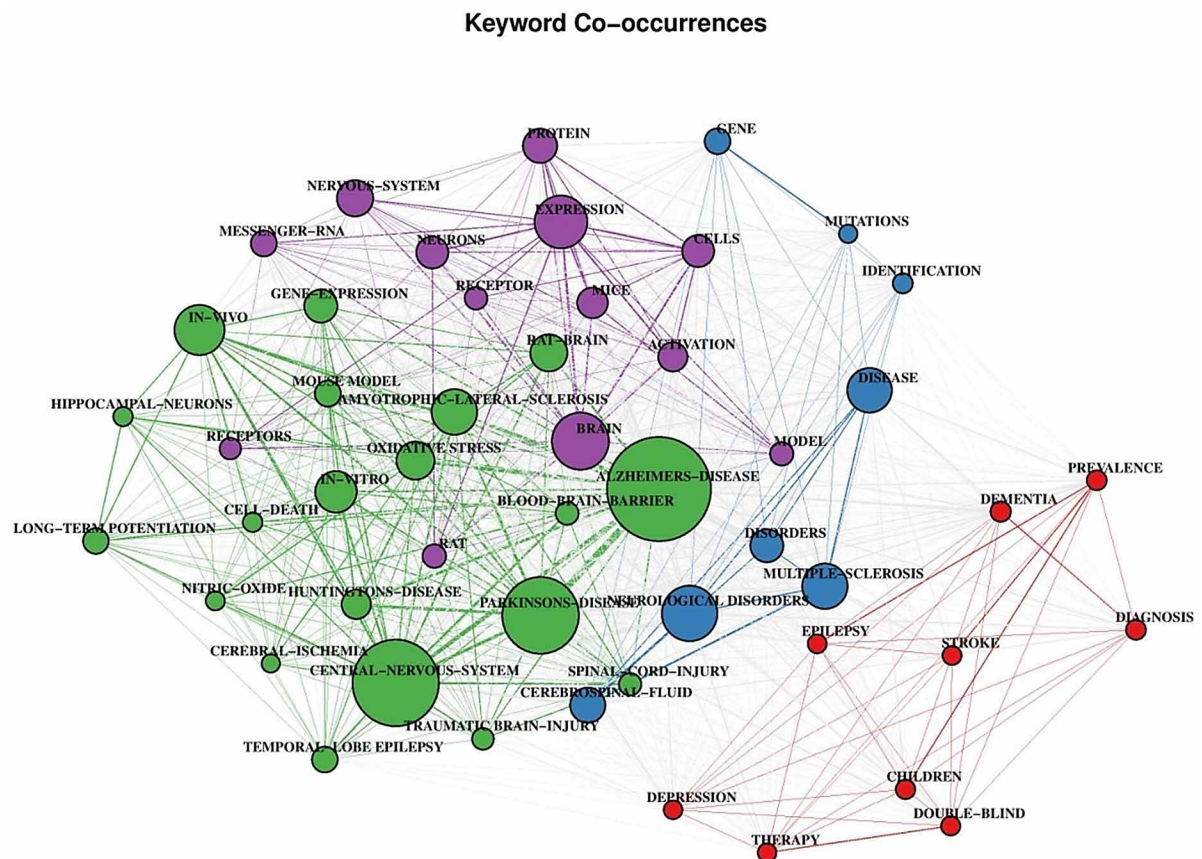 Keyword Co−occurrences
PROTEIN
GENE
NERVOUS−SYSTEM
EXPRESSION
MUTATIONS
MESSENGER−RNA
NEURONS
CELLS
IDENTIFICATION
GENE−EXPRESSION
RECEPTOR
MICE
IN−VIVO
RAT−BRAIN
ACTIVATION
MOUSE MODEL
DISEASE
HIPPOCAMPAL−NEURONS
AMYOTROPHIC−LATERAL−SCLEROSIS
RECEPTORS
BRAIN
OXIDATIVE STRESS
MODEL
PREVALENCE
IN−VITRO
ALZHEIMERS−DISEASE
DEMENTIA
CELL−DEATH
BLOOD−BRAIN−BARRIER
LONG−TERM POTENTIATION
DISORDERS
RAT
MULTIPLE−SCLEROSIS
NITRIC−OXIDE
HUNTINGTONS−DISEASE
PARKINSONS−DISEASE
NEUROLOGICAL DISORDERS
DIAGNOSIS
EPILEPSY
STROKE
CEREBRAL−ISCHEMIA
CENTRAL−NERVOUS−SYSTEM
SPINAL−CORD−INJURY
CEREBROSPINAL−FLUID
TRAUMATIC BRAIN−INJURY
TEMPORAL−LOBE EPILEPSY
CHILDREN
DEPRESSION
DOUBLE−BLIND
THERAPY